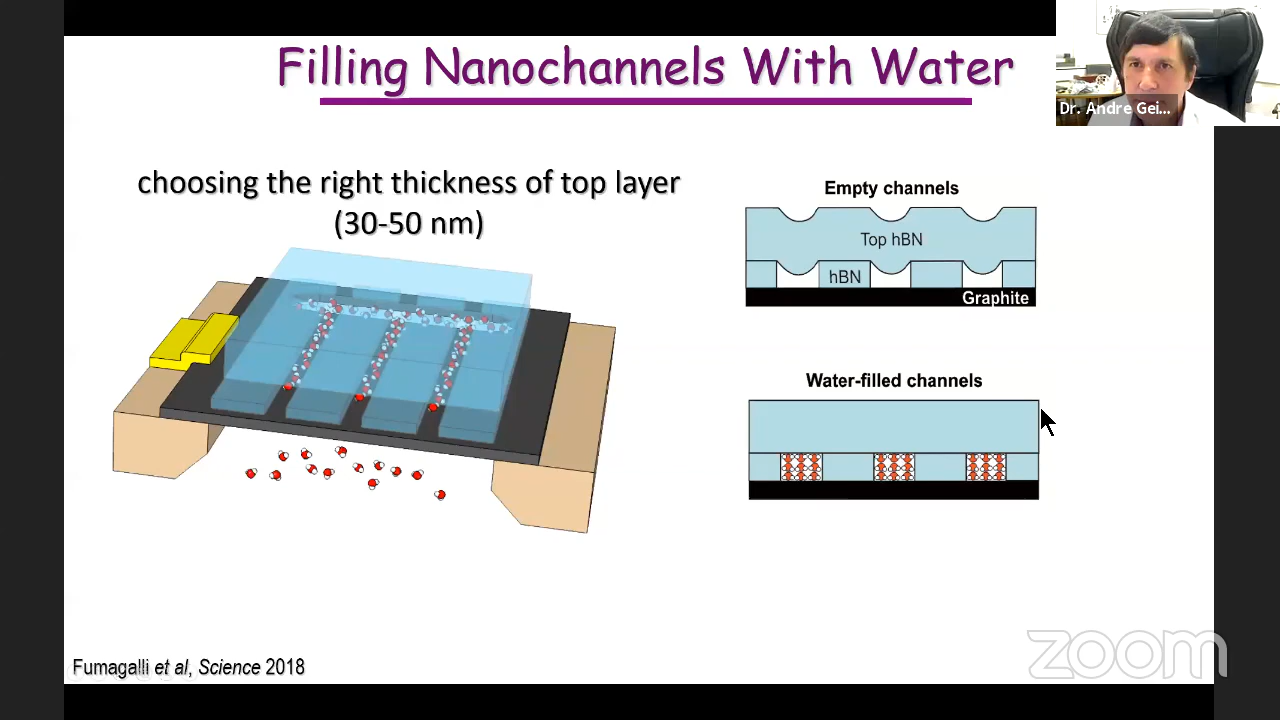 Filling Nanochannels With Water
Dr. Andre Gei...
choosing the right thickness of top layer
(30-50 nm)
Empty channels
Top hBN
hBN
Graphite
Water-filled channels
Fumagalli et al, Science 2018
zoom